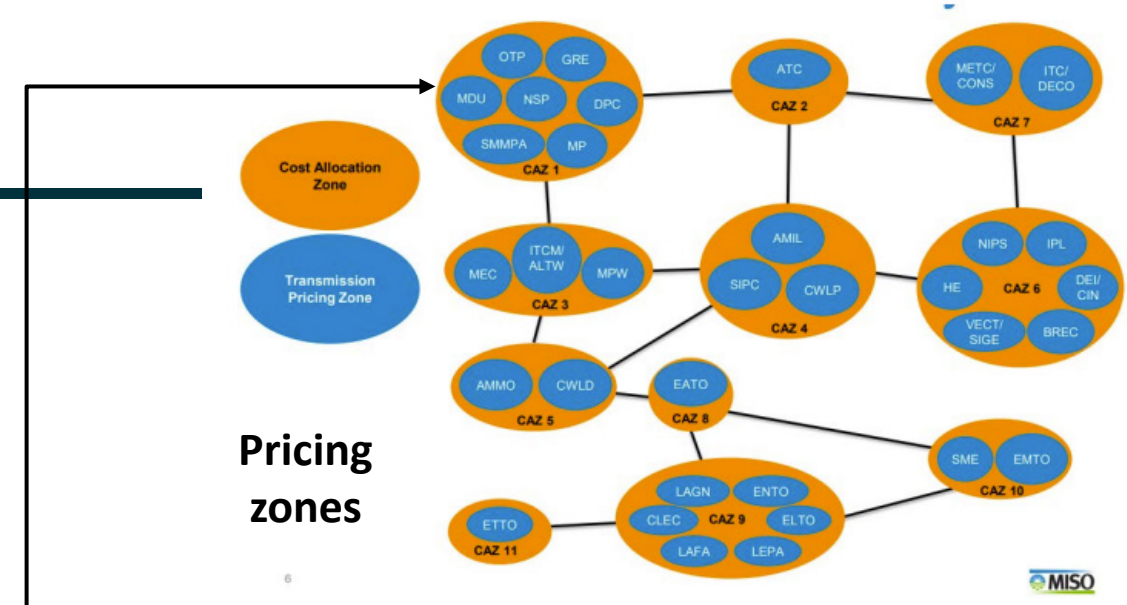 OTP
GRE
MDU
NSP
DPC
SMMPA
MP
CAZ 1
ATC
CAZ 2
METC/
CONS
ITC/
DECO
CAZ 7
Cost Allocation
Zone
Transmission
Pricing Zone
MEC
ITCM/
ALTW
MPW
CAZ 3
AMIL
SIPC
CWLP
CAZ 4
NIPS
IPL
HE
CAZ 6
DEI/
CIN
VECT/
SIGE
BREC
AMMO
CWLD
CAZ 5
EATO
CAZ 8
Pricing
zones
SME
EMTO
CAZ 10
LAGN
ENTO
CLEC
CAZ 9
ELTO
LAFA
LEPA
ETTO
CAZ 11
6
MISO